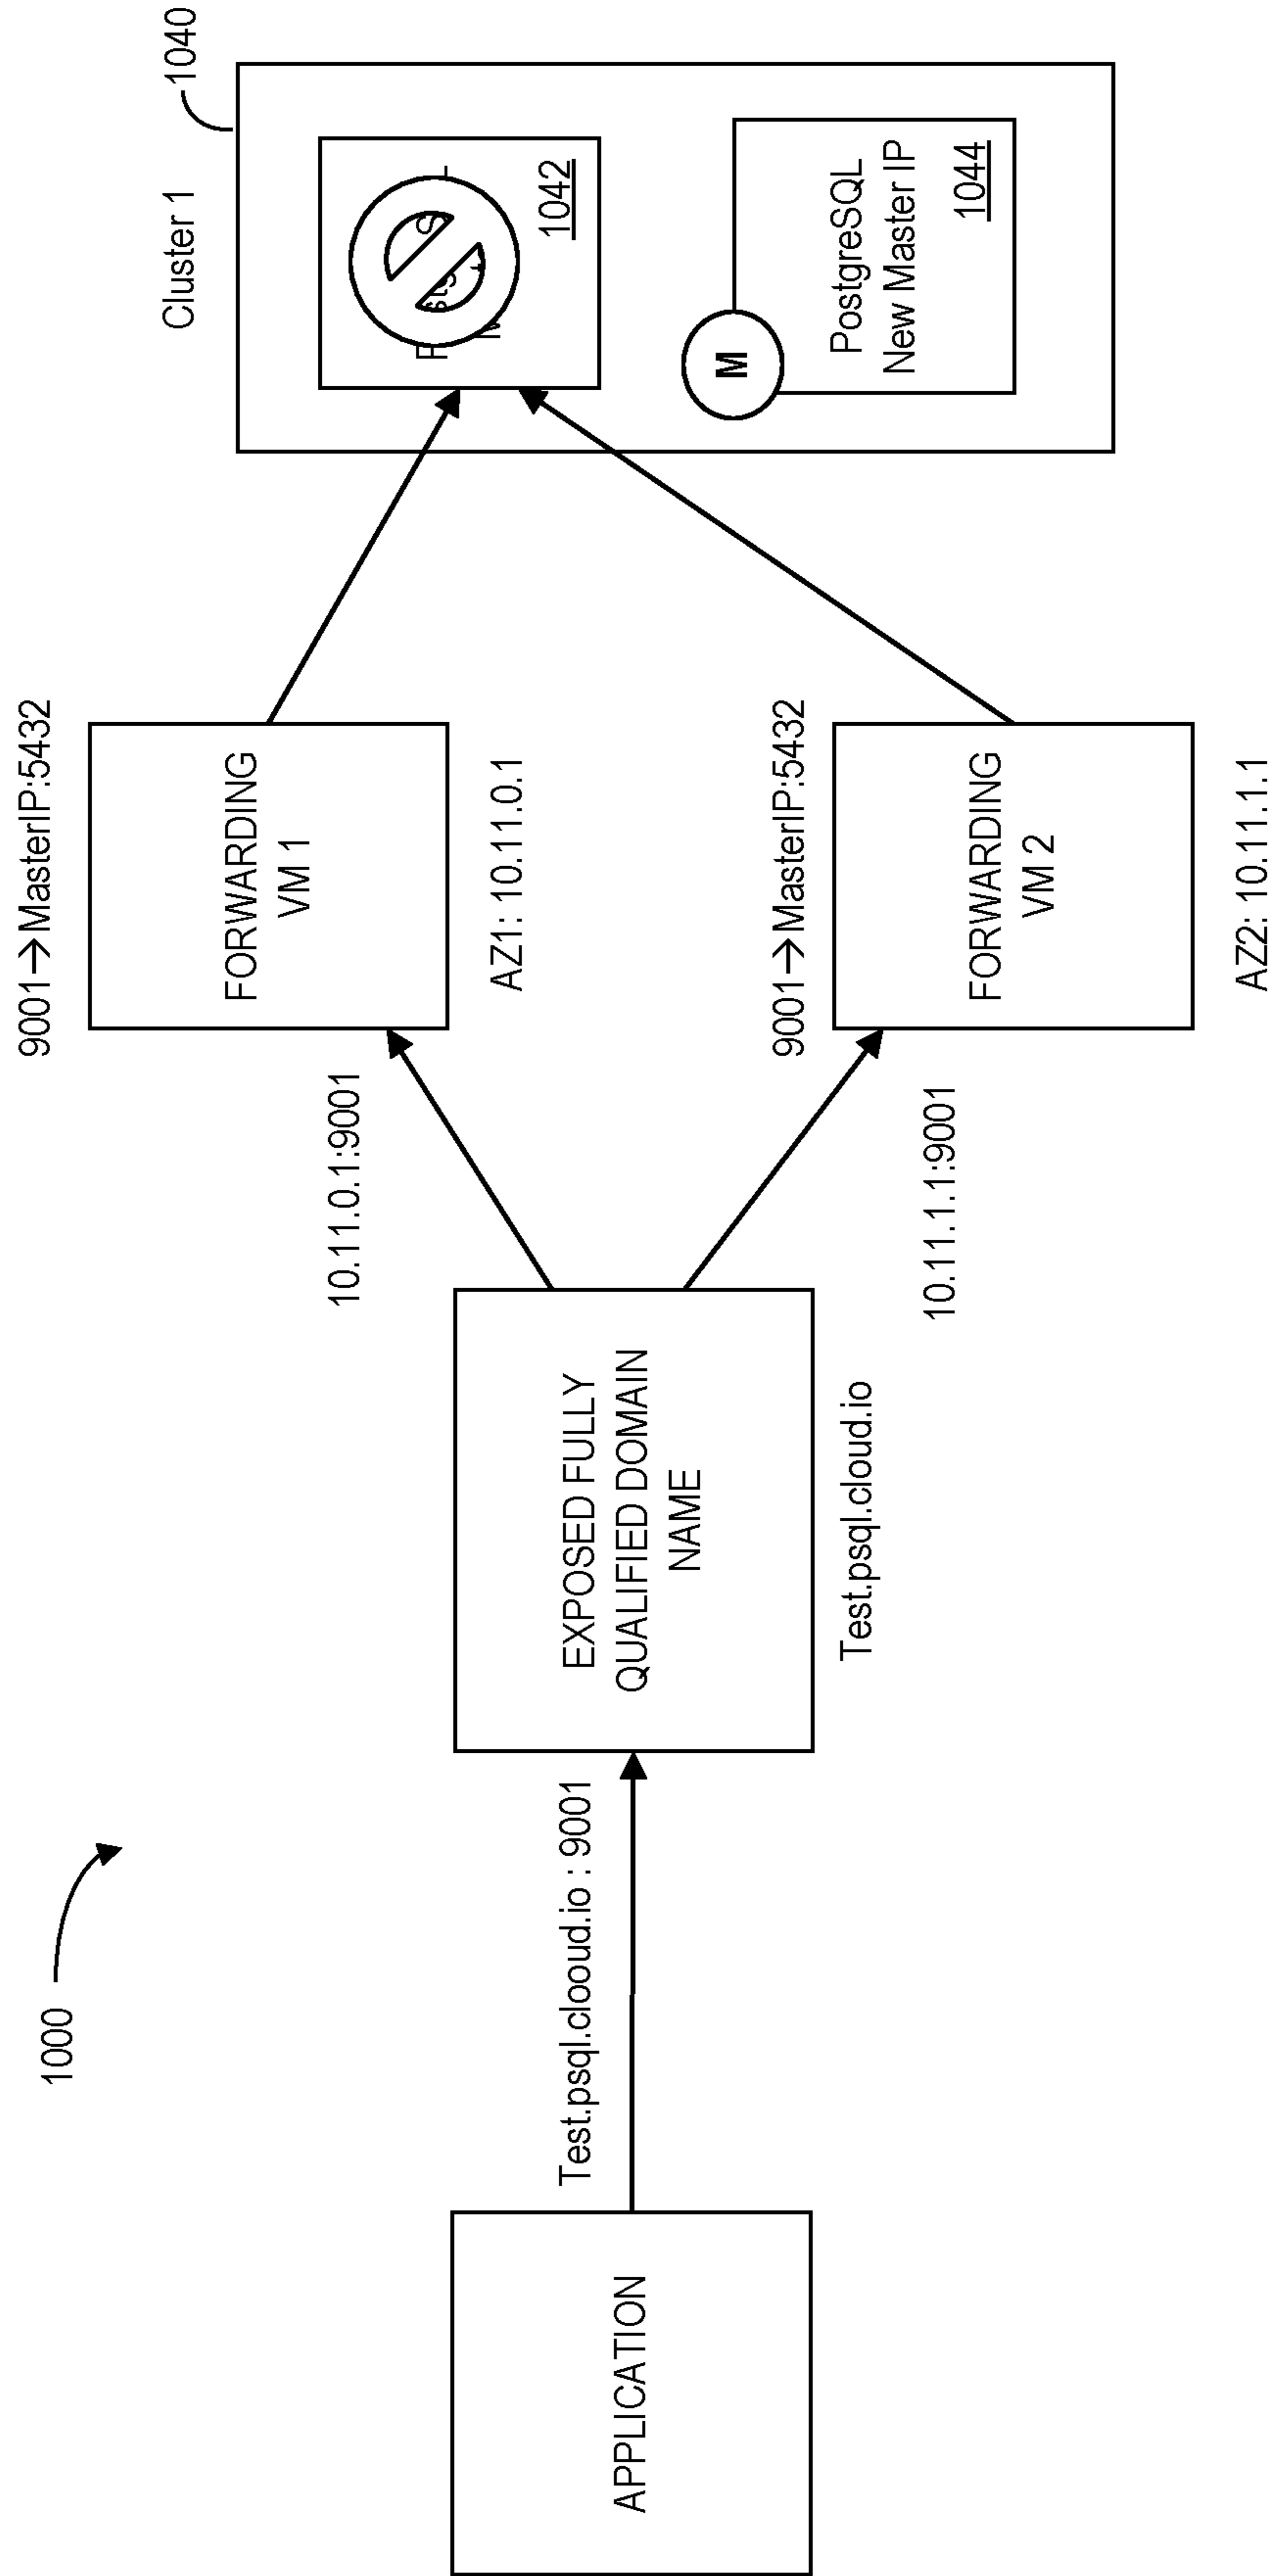 1000
APPLICATION
Test.psql.clooud.io : 9001
EXPOSED FULLY
QUALIFIED DOMAIN
NAME
Test.psql.cloud.io
10.11.0.1:9001
10.11.1.1:9001
9001→MasterIP:5432
FORWARDING
VM 1
AZ1: 10.11.0.1
9001→MasterIP:5432
FORWARDING
VM 2
AZ2: 10.11.1.1
Cluster 1
1040
1042
M
PostgreSQL
New Master IP
1044